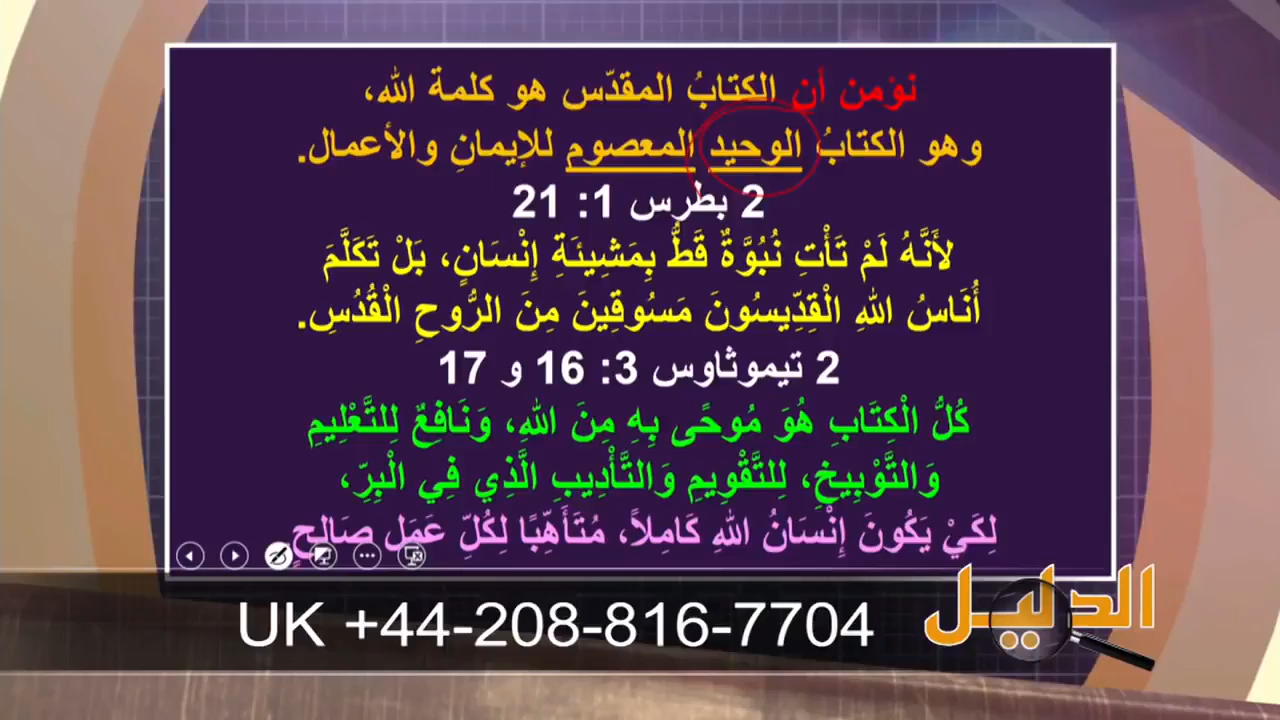 نؤمن أن الكتابُ المقدّس هو كلمة الله،
وهو الكتابُ الوحيد المعصوم للإيمانِ والأعمال.
2 بطرس 1: 21
لأَنَّهُ لَمْ تَأْتِ نُبُوَّةٌ قَطُّ بِمَشِيئَةِ إِنْسَانٍ، بَلْ تَكَلَّمَ
أُنَاسُ اللهِ الْقِدِّيسُونَ مَسُوقِينَ مِنَ الرُّوحِ الْقُدُسِ.
2 تيموثاوس 3: 16 و 17
كُلُّ الْكِتَابِ هُوَ مُوحًى بِهِ مِنَ اللهِ، وَنَافِعٌ لِلتَّعْلِيمِ
وَالتَّوْبِيخِ، لِلتَّقْوِيمِ وَالتَّأْدِيبِ الَّذِي فِي الْبِرِّ،
لِكَيْ يَكُونَ إِنْسَانُ اللهِ كَامِلاً، مُتَأَهِّبًا لِكُلِّ عَمَل صَالِحٍ
الدليل
UK +44-208-816-7704